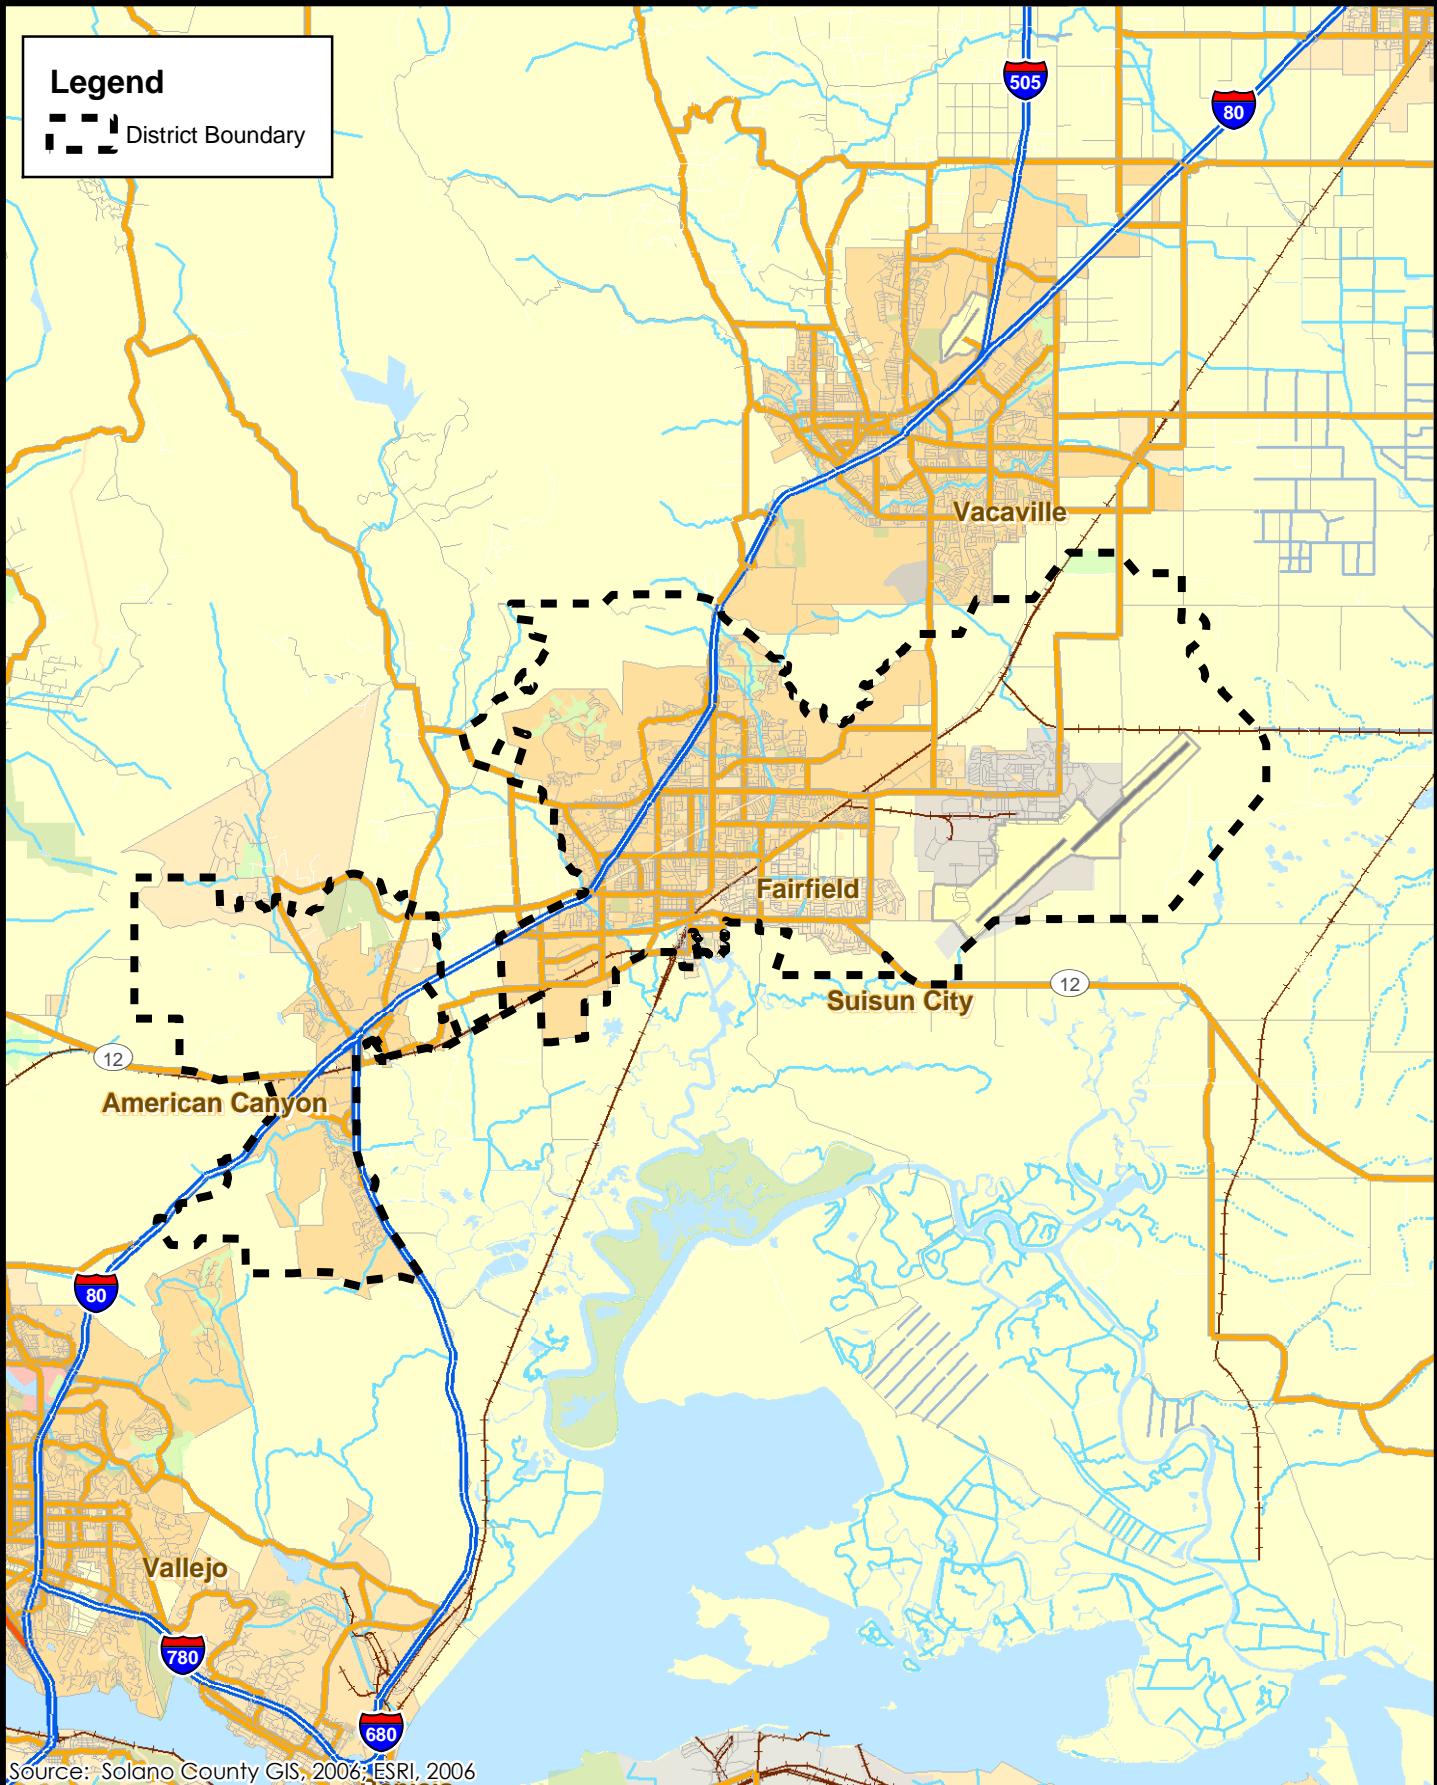 Legend
District Boundary
505
80
Vacaville
Fairfield
Suisun City
12
12
American Canyon
80
Vallejo
780
680
Source: Solano County GIS, 2006; ESRI, 2006